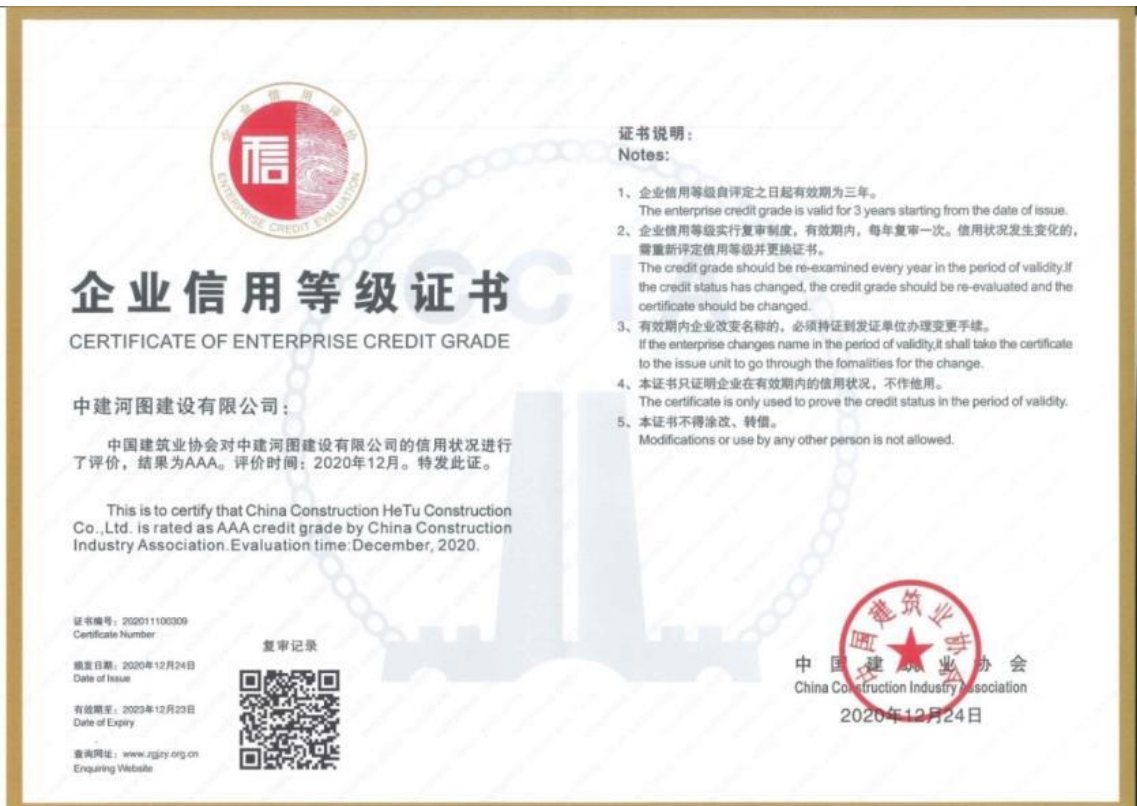 企业信用评价
信
ENTERPRISE CREDIT EVALUATION
企业信用等级证书
CERTIFICATE OF ENTERPRISE CREDIT GRADE
中建河图建设有限公司：
中国建筑业协会对中建河图建设有限公司的信用状况进行
了评价，结果为AAA。评价时间：2020年12月。特发此证。
This is to certify that China Construction HeTu Construction
Co.,Ltd. is rated as AAA credit grade by China Construction
Industry Association.Evaluation time:December, 2020.
证书编号：202011100309
Certificate Number
颁发日期：2020年12月24日
Date of Issue
有效期至：2023年12月23日
Date of Expiry
查询网址：www.zgjzy.org.cn
Enquiring Website
复审记录
证书说明：
Notes:
1、企业信用等级自评定之日起有效期为三年。
The enterprise credit grade is valid for 3 years starting from the date of issue.
2、企业信用等级实行复审制度，有效期内，每年复审一次。信用状况发生变化的，
需重新评定信用等级并更换证书。
The credit grade should be re-examined every year in the period of validity.If
the credit status has changed, the credit grade should be re-evaluated and the
certificate should be changed.
3、有效期内企业改变名称的，必须持证到发证单位办理变更手续。
If the enterprise changes name in the period of validity,it shall take the certificate
to the issue unit to go through the fomalities for the change.
4、本证书只证明企业在有效期内的信用状况，不作他用。
The certificate is only used to prove the credit status in the period of validity.
5、本证书不得涂改、转借。
Modifications or use by any other person is not allowed.
中国建筑业协会
中国建筑业协会
China Construction Industry Association
2020年12月24日